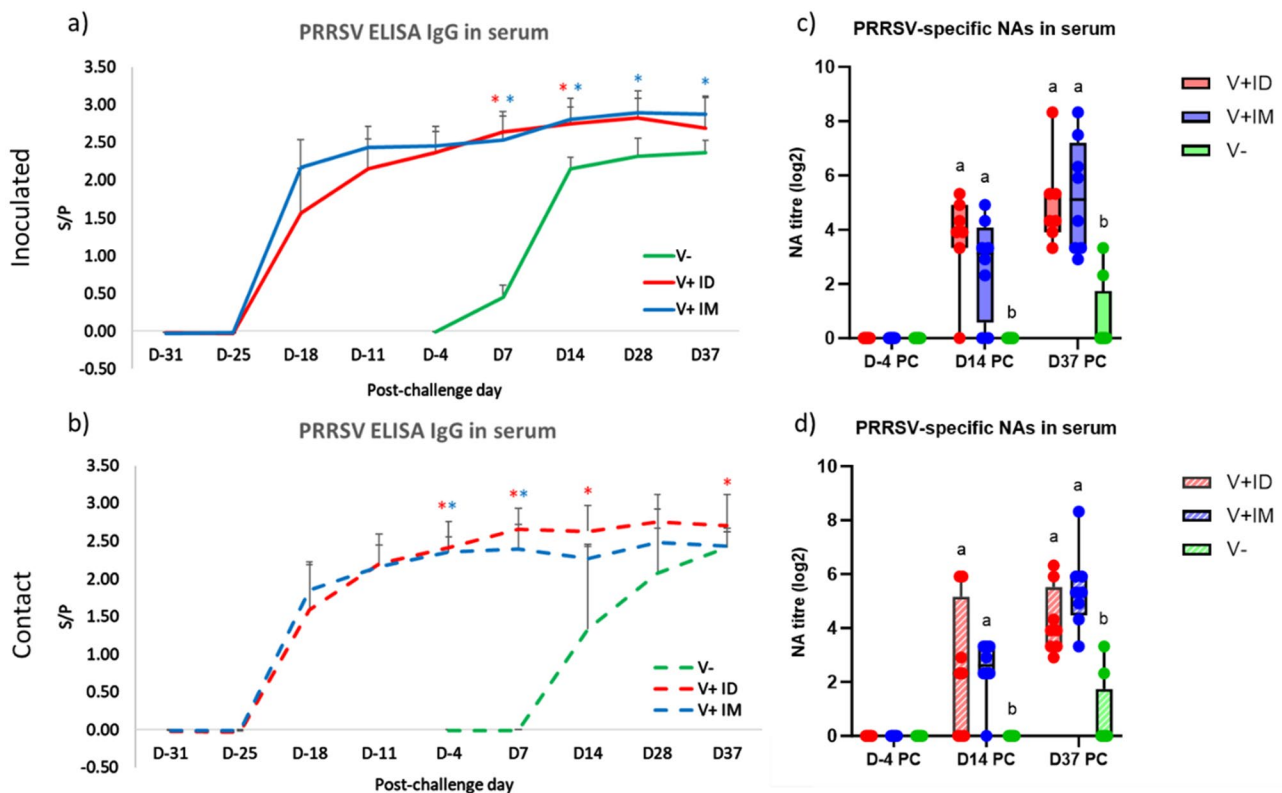 a)
PRRSV ELISA IgG in serum
Inoculated
S/P
3.50
3.00
2.50
2.00
1.50
1.00
0.50
0.00
-0.50
* * * * * *
V-
V+ ID
V+ IM
D-31 D-25 D-18 D-11 D-4 D7 D14 D28 D37
Post-challenge day
c)
PRRSV-specific NAs in serum
NA titre (log2)
10
8
6
4
2
0
a a b a a b
D-4 PC D14 PC D37 PC
V+ID
V+IM
V-
b)
PRRSV ELISA IgG in serum
Contact
S/P
3.50
3.00
2.50
2.00
1.50
1.00
0.50
0.00
-0.50
* * * * * *
V-
V+ ID
V+ IM
D-31 D-25 D-18 D-11 D-4 D7 D14 D28 D37
Post-challenge day
d)
PRRSV-specific NAs in serum
NA titre (log2)
10
8
6
4
2
0
a a b a a b
D-4 PC D14 PC D37 PC
V+ID
V+IM
V-